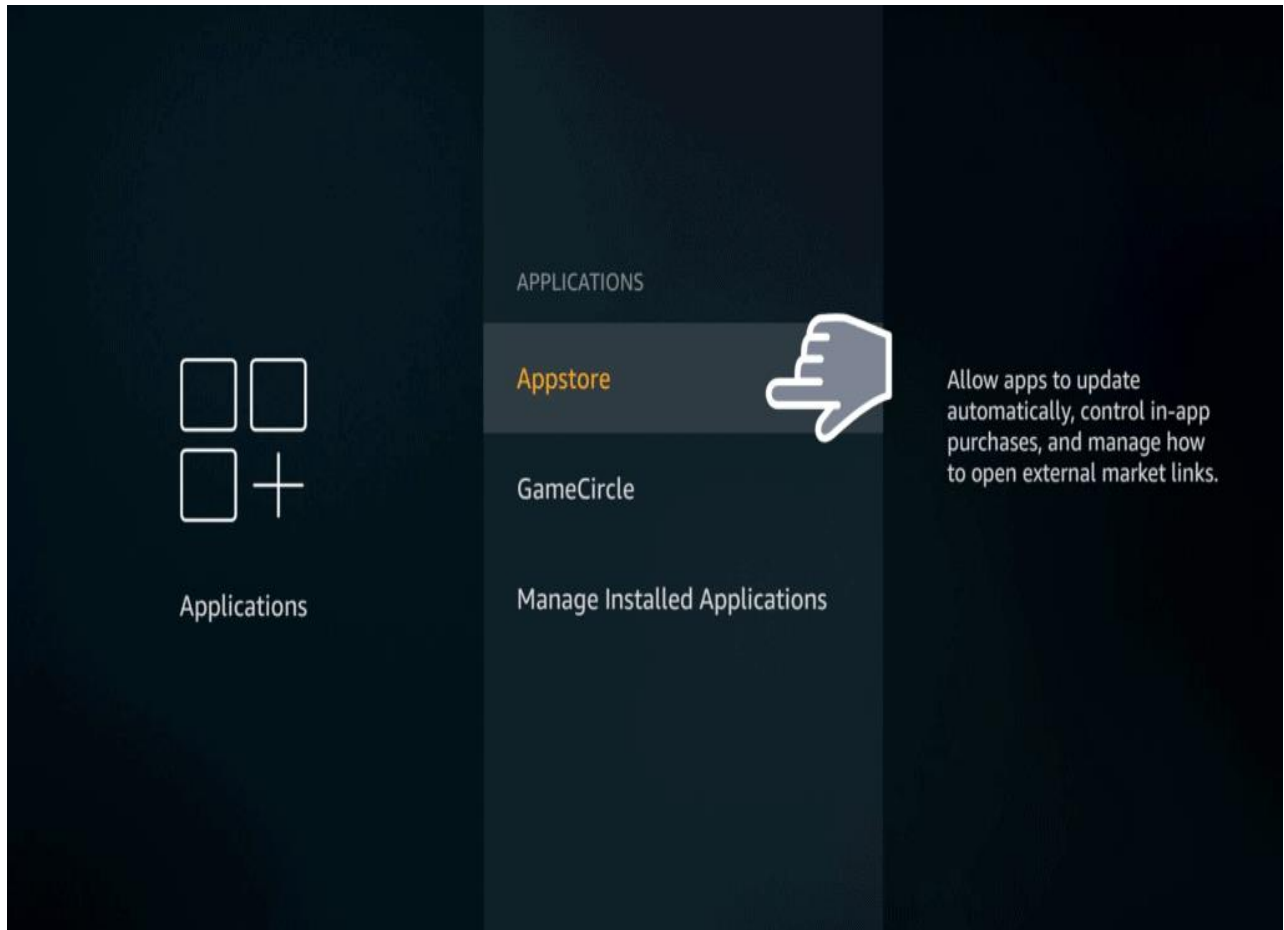 APPLICATIONS
Appstore
GameCircle
Manage Installed Applications
Applications
Allow apps to update
automatically, control in-app
purchases, and manage how
to open external market links.